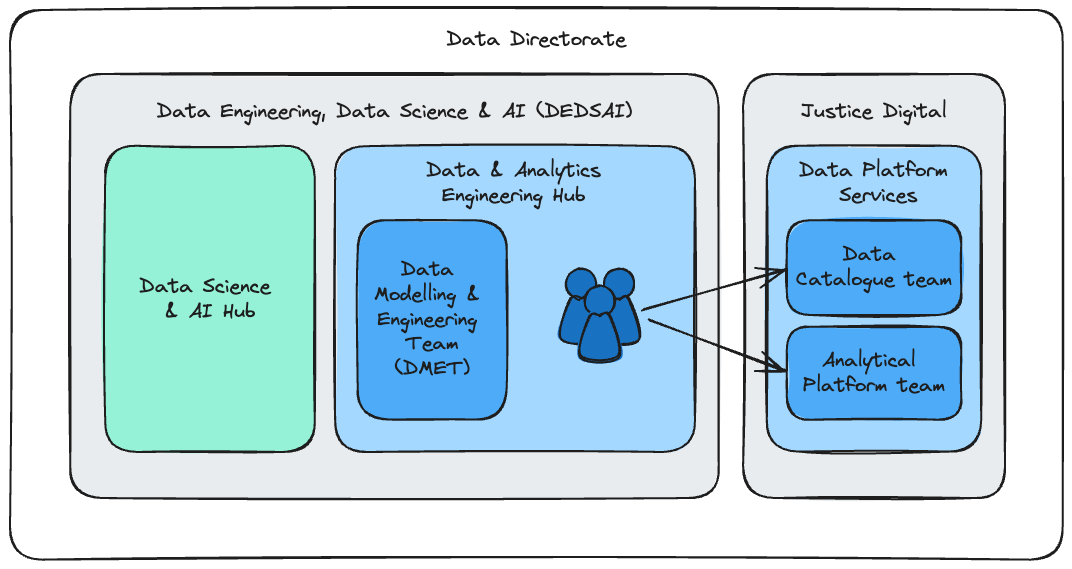 Data Directorate
Data Engineering, Data Science & AI (DEDSAI)
Data Science
& AI Hub
Data & Analytics
Engineering Hub
Data
Modelling &
Engineering
Team
(DMET)
Justice Digital
Data Platform
Services
Data
Catalogue team
Analytical
Platform team